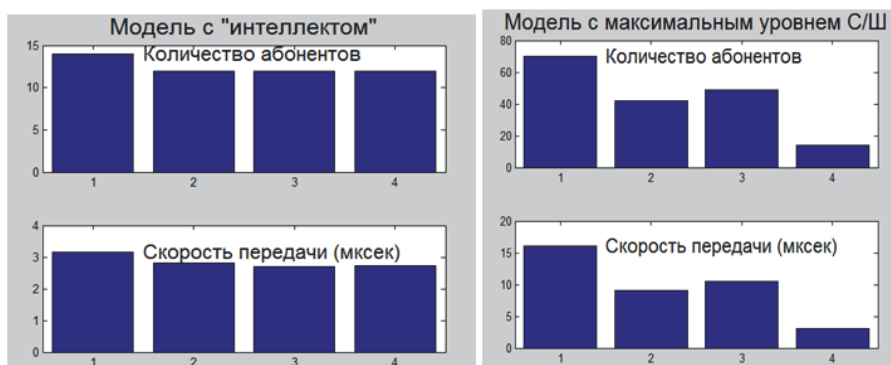 Модель с "интеллектом"
Количество абонентов
15
10
5
0
1 2 3 4
Скорость передачи (мксек)
4
3
2
1
0
1 2 3 4
Модель с максимальным уровнем С/Ш
Количество абонентов
80
60
40
20
0
1 2 3 4
Скорость передачи (мксек)
20
15
10
5
0
1 2 3 4